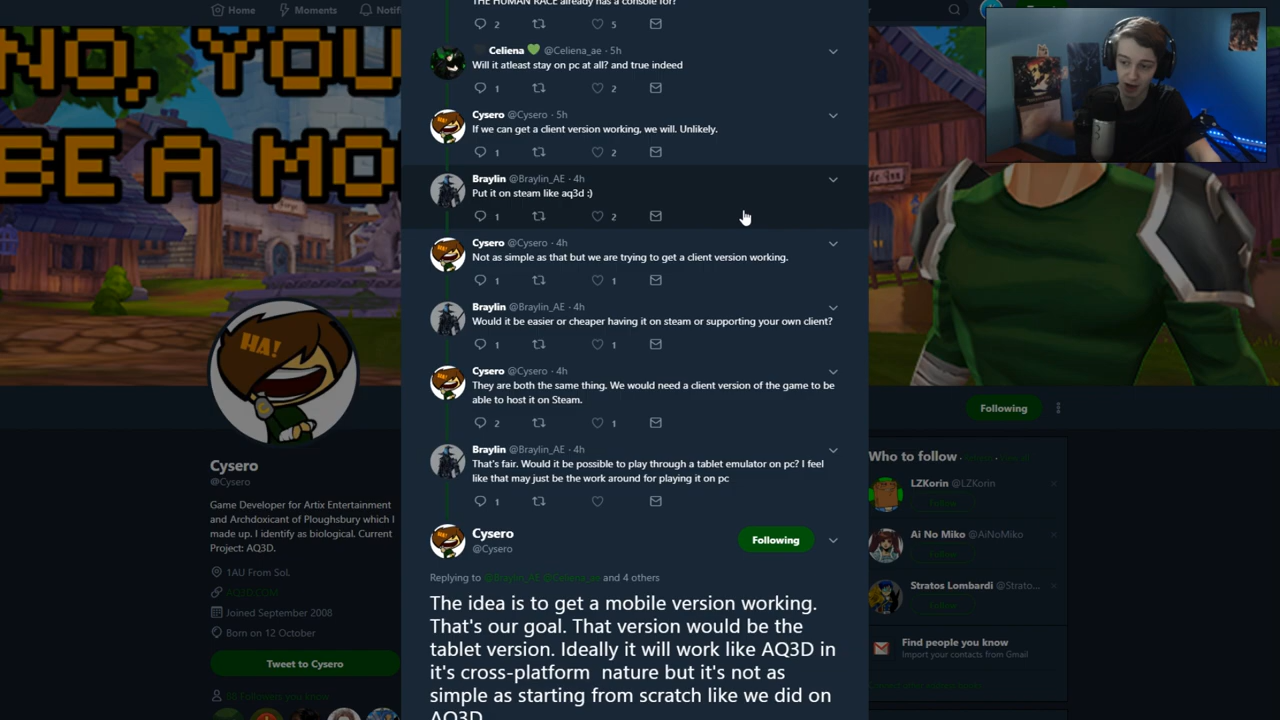 Home
Moments
Notifi
NO, YOU
BE A MO
THE HUMAN RACE already has a console for?
2
5
Celiena 💚 @Celiena_ae · 5h
Will it atleast stay on pc at all? and true indeed
1
2
Cysero @Cysero · 5h
If we can get a client version working, we will. Unlikely.
1
2
Braylin @Braylin_AE · 4h
Put it on steam like aq3d :)
1
2
Cysero @Cysero · 4h
Not as simple as that but we are trying to get a client version working.
1
1
Braylin @Braylin_AE · 4h
Would it be easier or cheaper having it on steam or supporting your own client?
1
1
Cysero @Cysero · 4h
They are both the same thing. We would need a client version of the game to be
able to host it on Steam.
2
1
Braylin @Braylin_AE · 4h
That's fair. Would it be possible to play through a tablet emulator on pc? I feel
like that may just be the work around for playing it on pc
1
Cysero
@Cysero
Following
Replying to @Braylin_AE @Celiena_ae and 4 others
The idea is to get a mobile version working.
That's our goal. That version would be the
tablet version. Ideally it will work like AQ3D in
it's cross-platform nature but it's not as
simple as starting from scratch like we did on
AQ3D
HA!
Cysero
@Cysero
Game Developer for Artix Entertainment
and Archdoxicant of Ploughsbury which I
made up. I identify as biological. Current
Project: AQ3D.
1AU From Sol.
AQ3D.COM
Joined September 2008
Born on 12 October
Tweet to Cysero
Following
Who to follow
LZKorin @LZKorin
Follow
Ai No Miko @AiNoMiko
Follow
Stratos Lombardi @Strato...
Follow
Find people you know
Import your contacts from Gmail